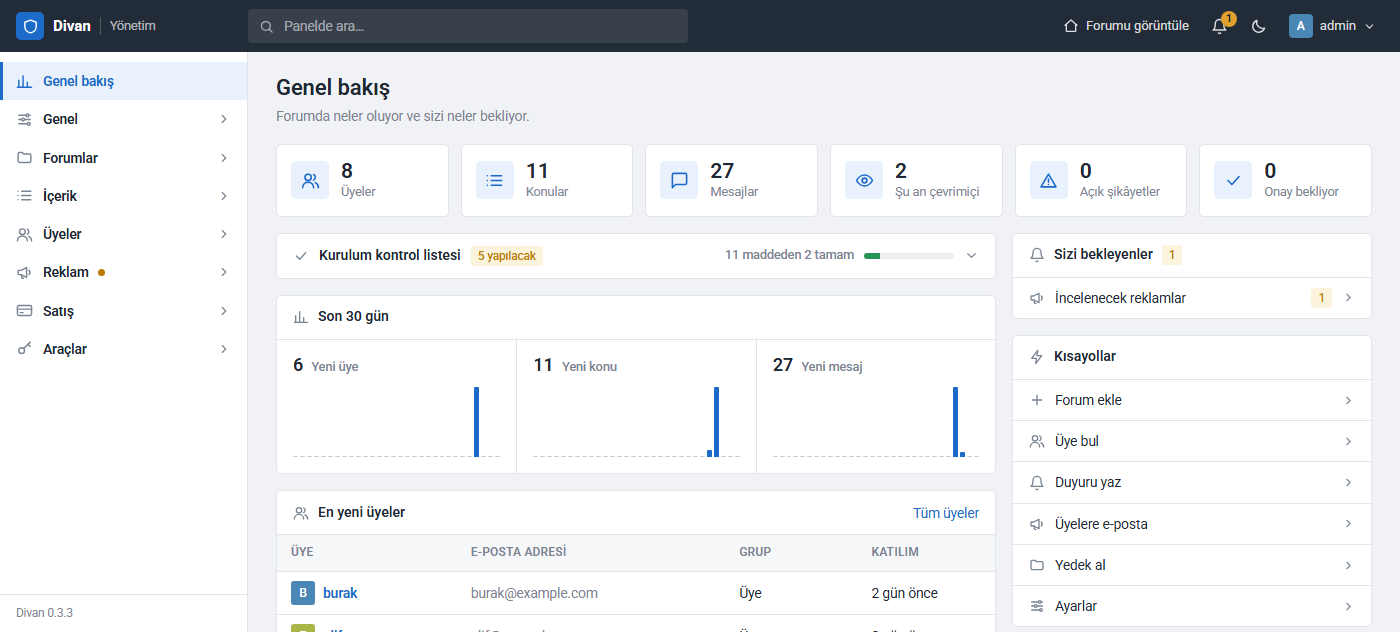 Divan
Yönetim
Panelde ara...
Forumu görüntüle
1
A
admin
Genel bakış
Genel
Forumlar
İçerik
Üyeler
Reklam
Satış
Araçlar
Divan 0.3.3
Genel bakış
Forumda neler oluyor ve sizi neler bekliyor.
8
Üyeler
11
Konular
27
Mesajlar
2
Şu an çevrimiçi
0
Açık şikâyetler
0
Onay bekliyor
Kurulum kontrol listesi
5 yapılacak
11 maddeden 2 tamam
Son 30 gün
6 Yeni üye
11 Yeni konu
27 Yeni mesaj
En yeni üyeler
Tüm üyeler
ÜYE E-POSTA ADRESİ GRUP KATILIM
B burak burak@example.com Üye 2 gün önce
Sizi bekleyenler 1
İncelenecek reklamlar 1
Kısayollar
Forum ekle
Üye bul
Duyuru yaz
Üyelere e-posta
Yedek al
Ayarlar